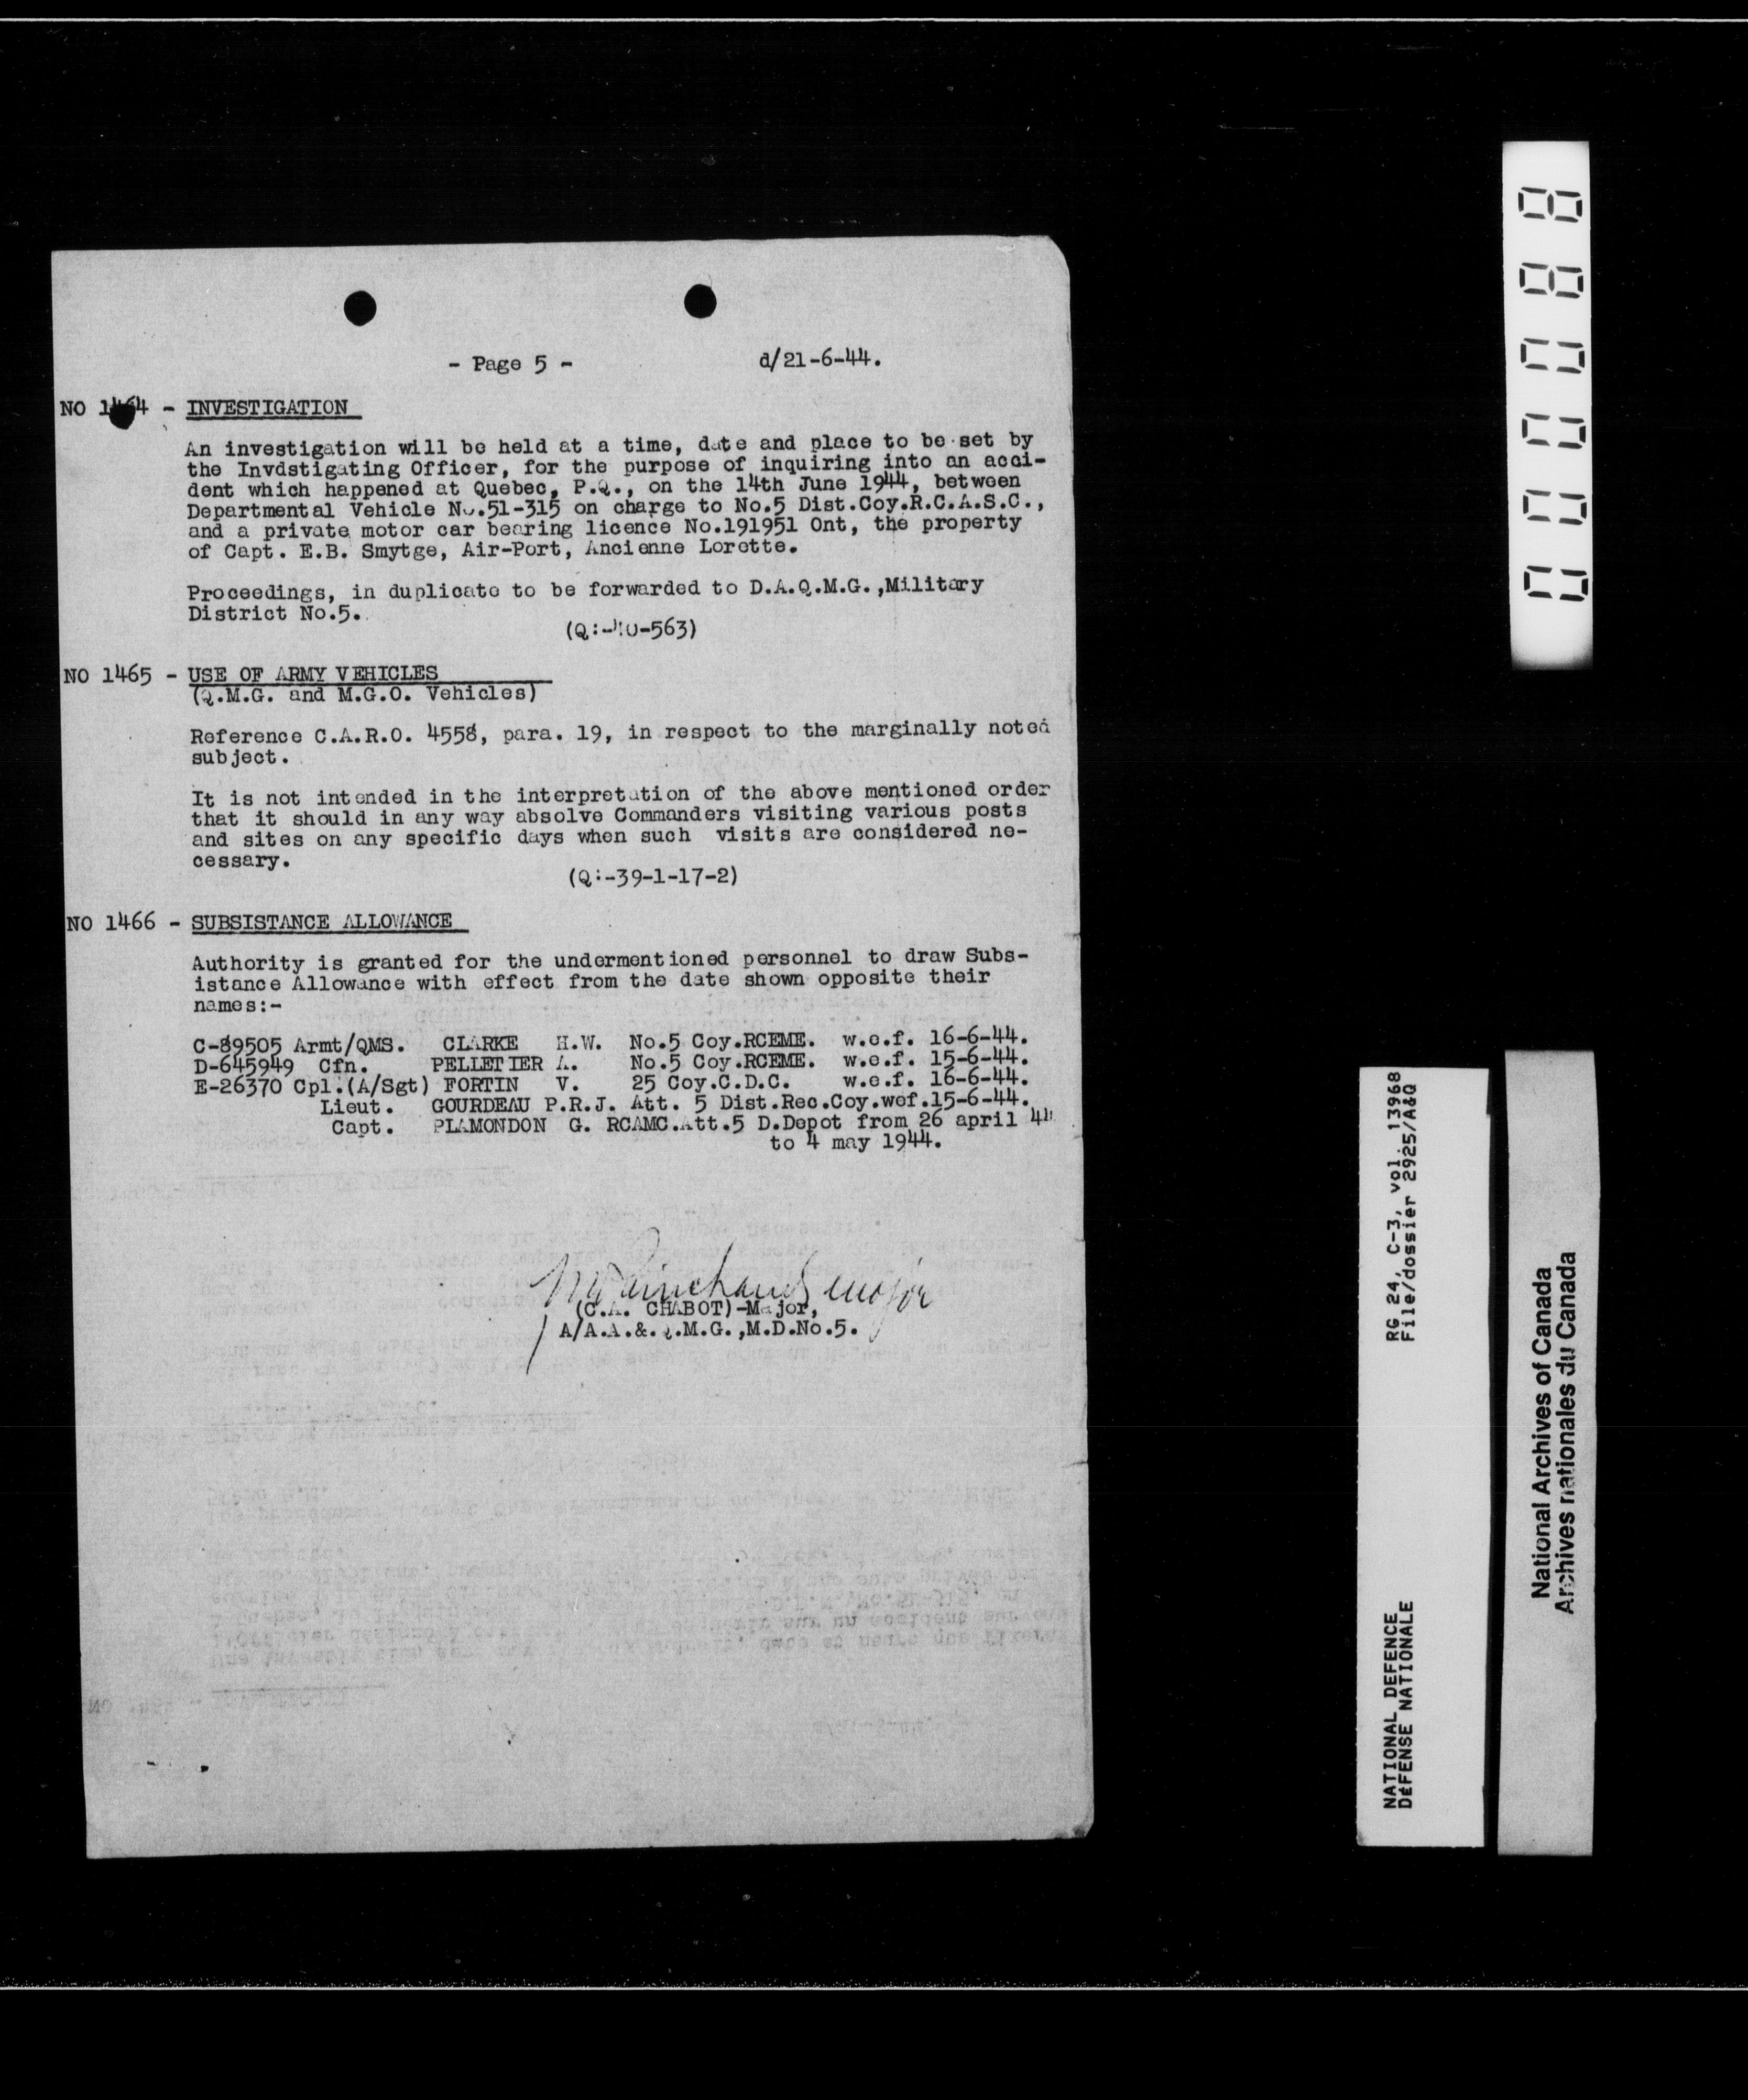 - Page 5 - d/21-6-44.
NO 1464 - INVESTIGATION
An investigation will be held at a time, date and place to be set by
the Invdstigating Officer, for the purpose of inquiring into an acci-
dent which happened at Quebec, P.Q., on the 14th June 1944, between
Departmental Vehicle No.51-315 on charge to No.5 Dist.Coy.R.C.A.S.C.,
and a private motor car bearing licence No.191951 Ont, the property
of Capt. E.B. Smytge, Air-Port, Ancienne Lorette.
Proceedings, in duplicate to be forwarded to D.A.Q.M.G.,Military
District No.5.
(Q:-40-563)
NO 1465 - USE OF ARMY VEHICLES
(Q.M.G. and M.G.O. Vehicles)
Reference C.A.R.O. 4558, para. 19, in respect to the marginally noted
subject.
It is not intended in the interpretation of the above mentioned order
that it should in any way absolve Commanders visiting various posts
and sites on any specific days when such visits are considered ne-
cessary.
(Q:-39-1-17-2)
NO 1466 - SUBSISTANCE ALLOWANCE
Authority is granted for the undermentioned personnel to draw Subs-
istance Allowance with effect from the date shown opposite their
names:-
C-89505 Armt/QMS. CLARKE H.W. No.5 Coy.RCEME. w.e.f. 16-6-44.
D-645949 Cfn. PELLETIER A. No.5 Coy.RCEME. w.e.f. 15-6-44.
E-26370 Cpl.(A/Sgt) FORTIN V. 25 Coy.C.D.C. w.e.f. 16-6-44.
Lieut. GOURDEAU P.R.J. Att. 5 Dist.Rec.Coy.wef.15-6-44.
Capt. PLAMONDON G. RCAMC.Att.5 D.Depot from 26 april 44
to 4 may 1944.
major
(C.A. CHABOT)-Major,
A/A.A.&.Q.M.G.,M.D.No.5.
000088
RG 24, C-3, vol. 13968
File/dossier 2925/A&Q
NATIONAL DEFENCE
DéFENSE NATIONALE
National Archives of Canada
Archives nationales du Canada